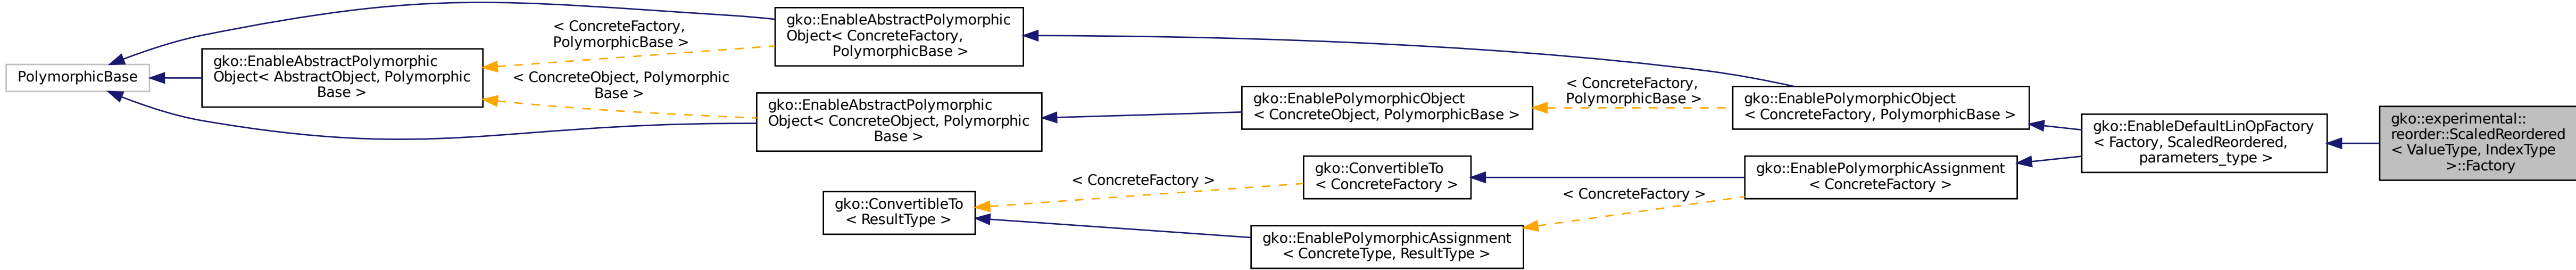 PolymorphicBase
gko::EnableAbstractPolymorphic
Object< AbstractObject, Polymorphic
Base >
< ConcreteFactory,
PolymorphicBase >
< ConcreteObject, Polymorphic
Base >
gko::EnableAbstractPolymorphic
Object< ConcreteFactory,
PolymorphicBase >
gko::EnableAbstractPolymorphic
Object< ConcreteObject, Polymorphic
Base >
gko::ConvertibleTo
< ResultType >
< ConcreteFactory >
gko::EnablePolymorphicObject
< ConcreteObject, PolymorphicBase >
gko::ConvertibleTo
< ConcreteFactory >
gko::EnablePolymorphicAssignment
< ConcreteType, ResultType >
< ConcreteFactory,
PolymorphicBase >
< ConcreteFactory >
gko::EnablePolymorphicObject
< ConcreteFactory, PolymorphicBase >
gko::EnablePolymorphicAssignment
< ConcreteFactory >
gko::EnableDefaultLinOpFactory
< Factory, ScaledReordered,
parameters_type >
gko::experimental::
reorder::ScaledReordered
< ValueType, IndexType
>::Factory